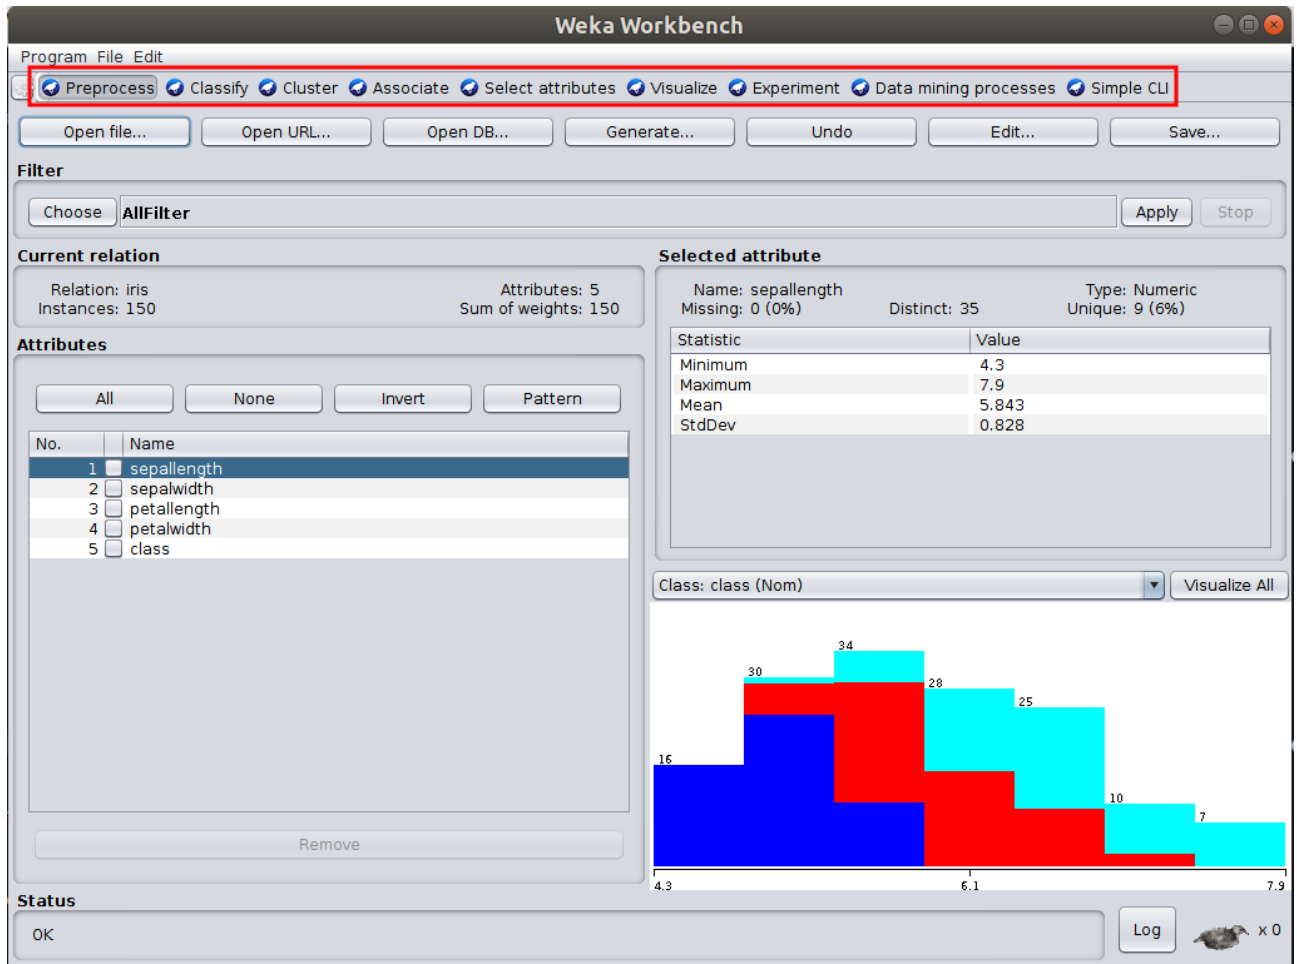 Weka Workbench
Program File Edit
Preprocess Classify Cluster Associate Select attributes Visualize Experiment Data mining processes Simple CLI
Open file... Open URL... Open DB... Generate... Undo Edit... Save...
Filter
Choose AllFilter Apply Stop
Current relation
Relation: iris Attributes: 5
Instances: 150 Sum of weights: 150
Attributes
All None Invert Pattern
No. Name
1 sepallength
2 sepalwidth
3 petallength
4 petalwidth
5 class
Remove
Selected attribute
Name: sepallength Type: Numeric
Missing: 0 (0%) Distinct: 35 Unique: 9 (6%)
Statistic Value
Minimum 4.3
Maximum 7.9
Mean 5.843
StdDev 0.828
Class: class (Nom) Visualize All
16 30 34 28 25 10 7
4.3 6.1 7.9
Status
OK Log x 0